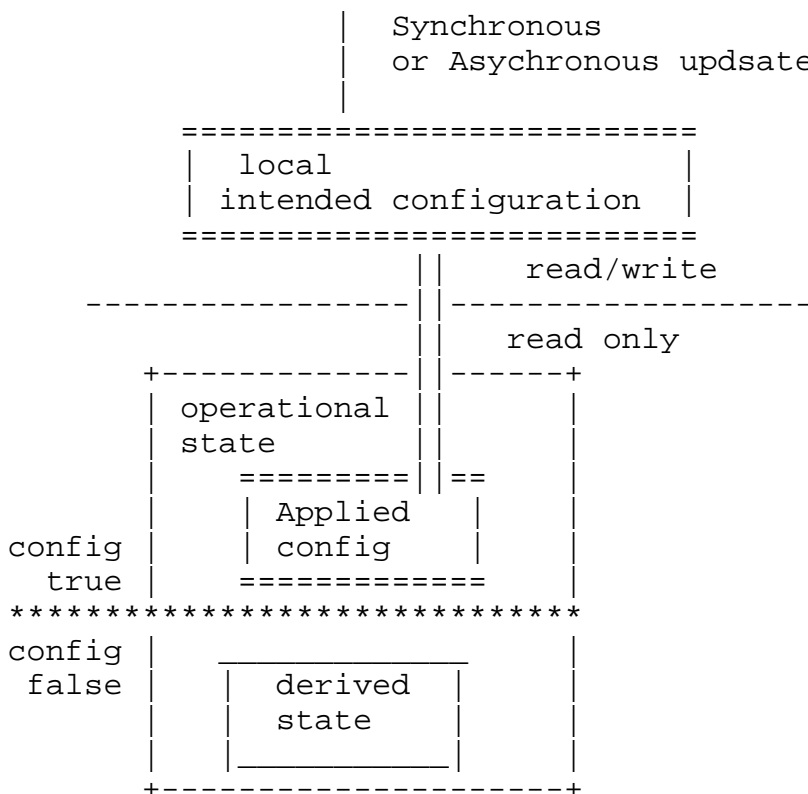 Synchronous
or Asychronous updsate
local
intended configuration
read/write
read only
operational
state
Applied
config config
true
config
false derived
state